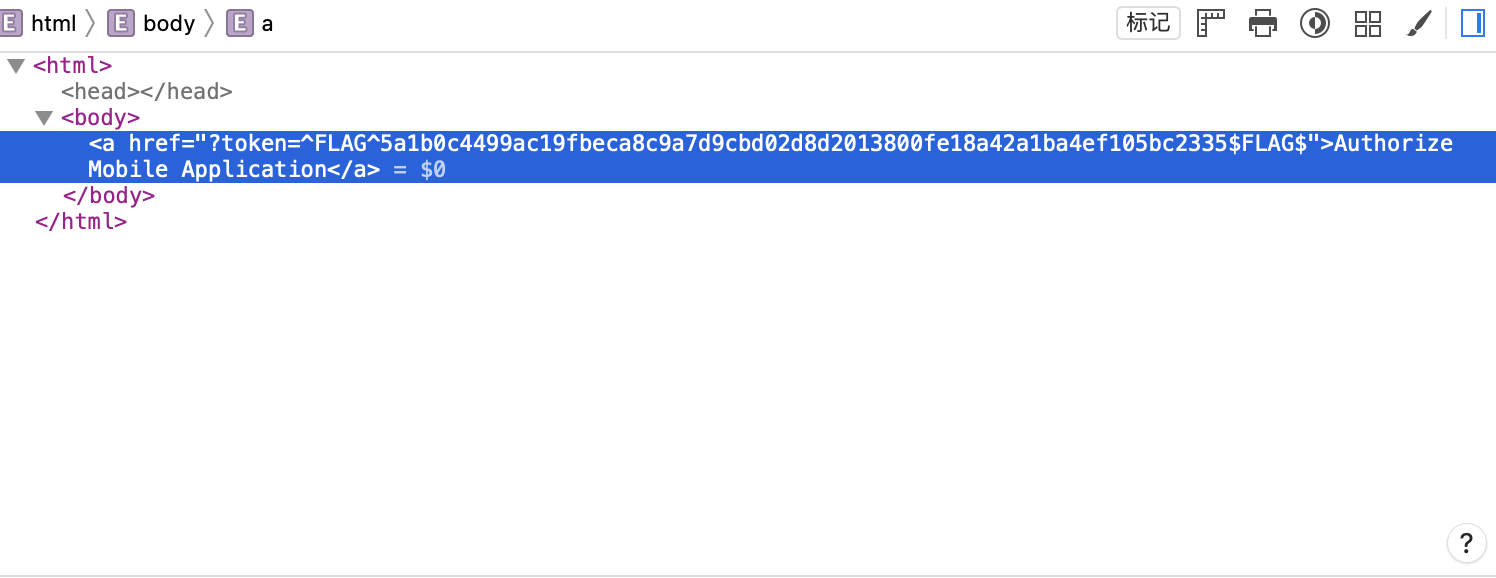 E html E body E a 标记
<html>
<head></head>
<body>
<a href="?token=^FLAG^5a1b0c4499ac19fbeca8c9a7d9cbd02d8d2013800fe18a42a1ba4ef105bc2335$FLAG$">Authorize
Mobile Application</a> = $0
</body>
</html>
?